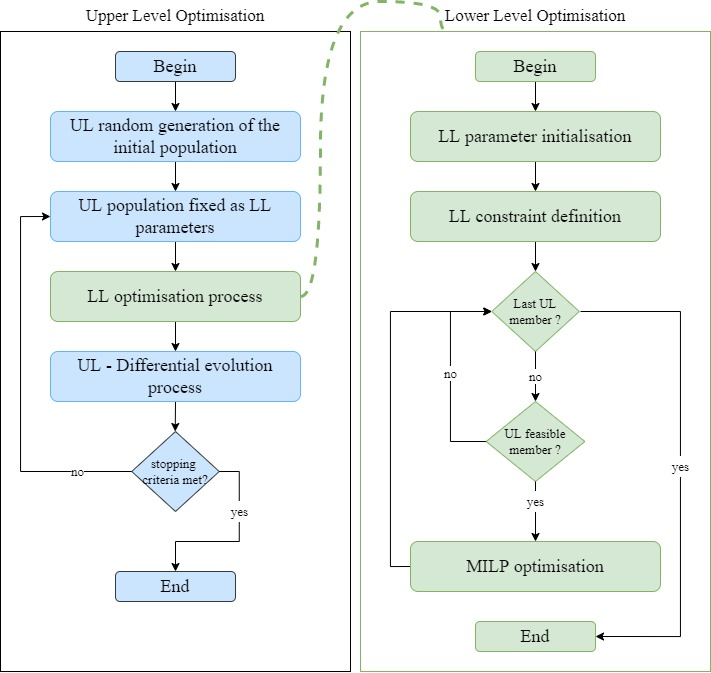 Upper Level Optimisation
Begin
UL random generation of the
initial population
UL population fixed as LL
parameters
LL optimisation process
UL - Differential evolution
process
stopping
criteria met?
no
yes
End
Lower Level Optimisation
Begin
LL parameter initialisation
LL constraint definition
Last UL
member ?
no
no
UL feasible
member ?
yes
yes
MILP optimisation
End